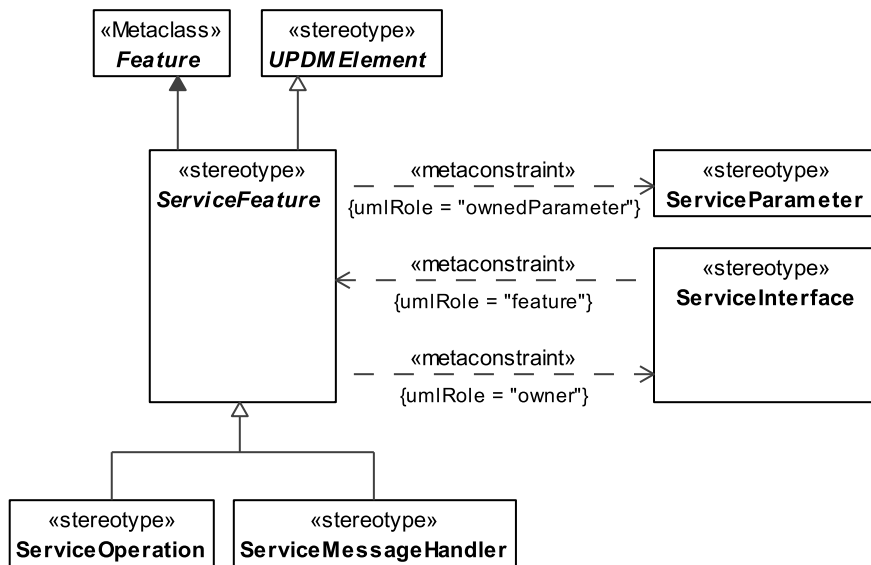 «Metaclass»
Feature
«stereotype»
UPDMElement
«stereotype»
ServiceFeature
«metaconstraint»
{umlRole = "ownedParameter"}
«stereotype»
ServiceParameter
«metaconstraint»
{umlRole = "feature"}
«stereotype»
ServiceInterface
«metaconstraint»
{umlRole = "owner"}
«stereotype»
ServiceOperation
«stereotype»
ServiceMessageHandler